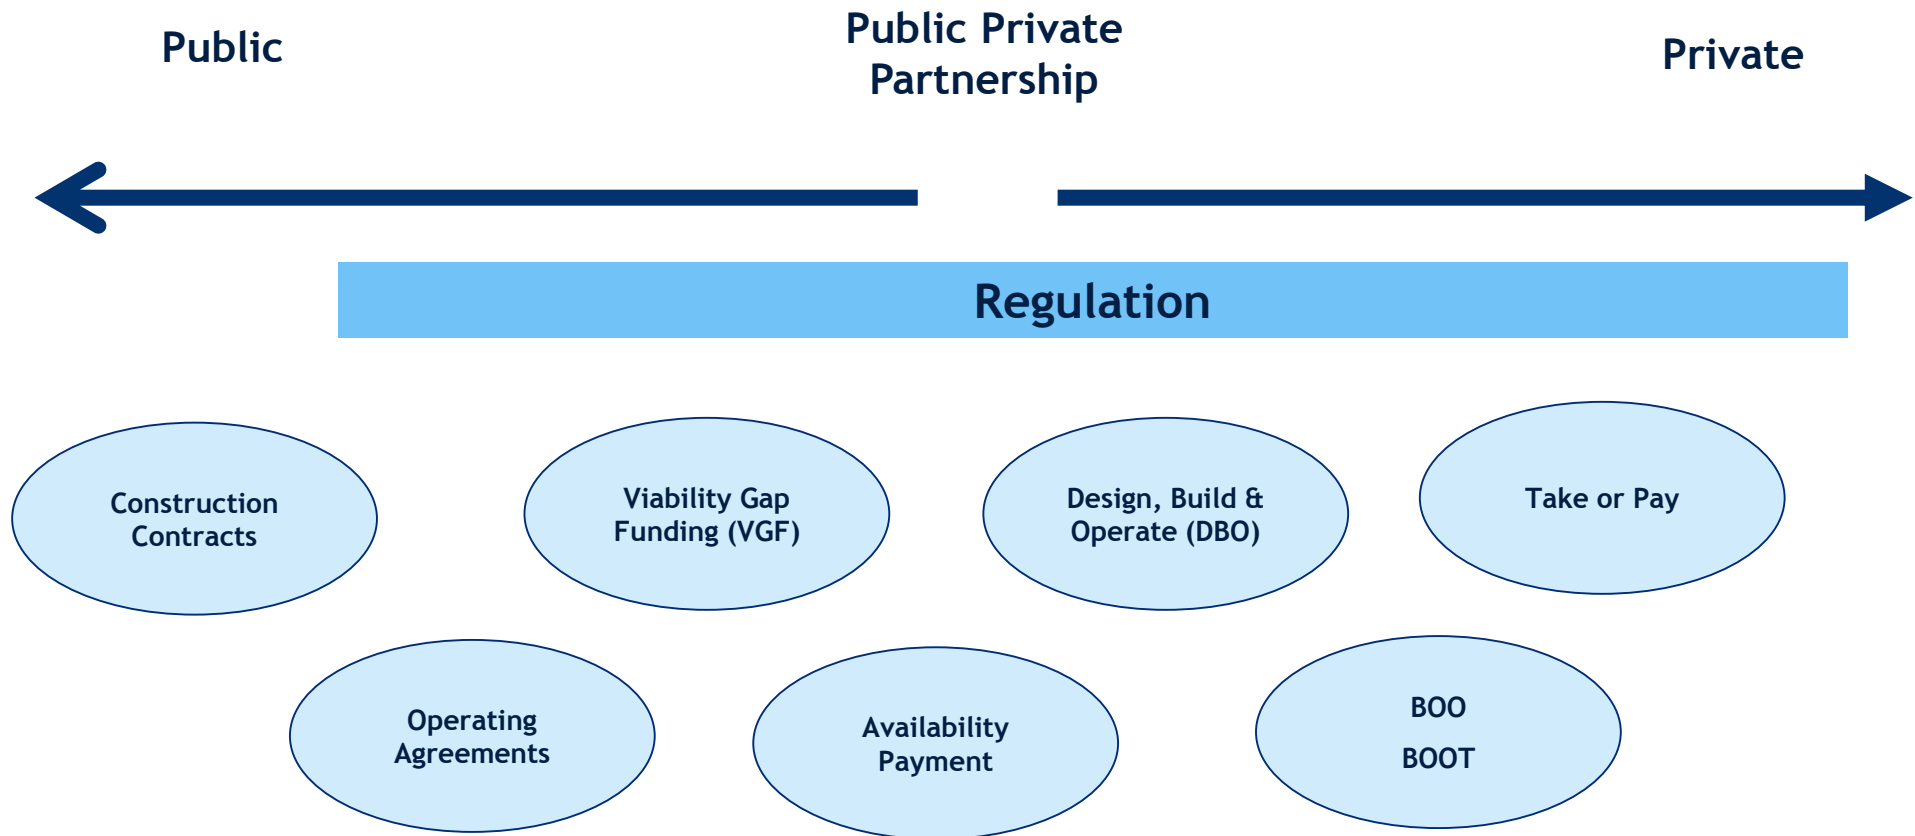 Public
Public Private
Partnership
Private
Regulation
Construction
Contracts
Viability Gap
Funding (VGF)
Design, Build &
Operate (DBO)
Take or Pay
Operating
Agreements
Availability
Payment
BOO
BOOT